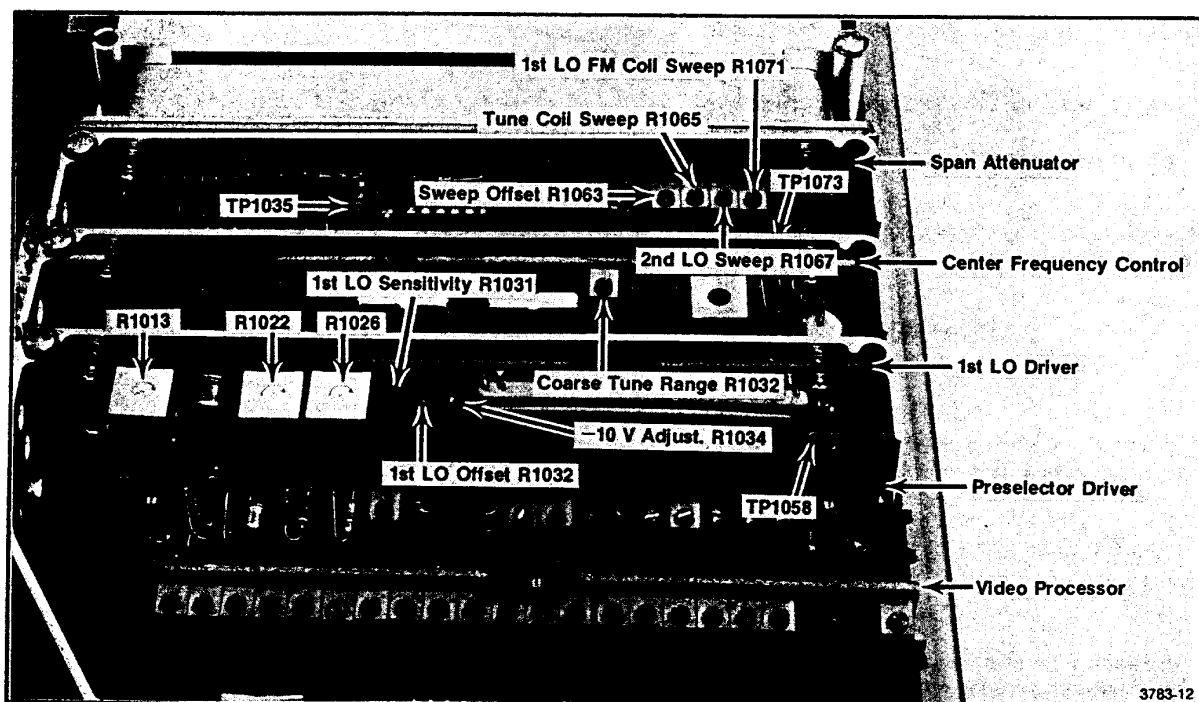 1st LO FM Coil Sweep R1071
Tune Coil Sweep R1065
Span Attenuator
TP1073
Sweep Offset R1063
TP1035
2nd LO Sweep R1067
Center Frequency Control
1st LO Sensitivity R1031
R1013
R1022
R1026
1st LO Driver
Coarse Tune Range R1032
−10 V Adjust. R1034
1st LO Offset R1032
Preselector Driver
TP1058
Video Processor
3783-12